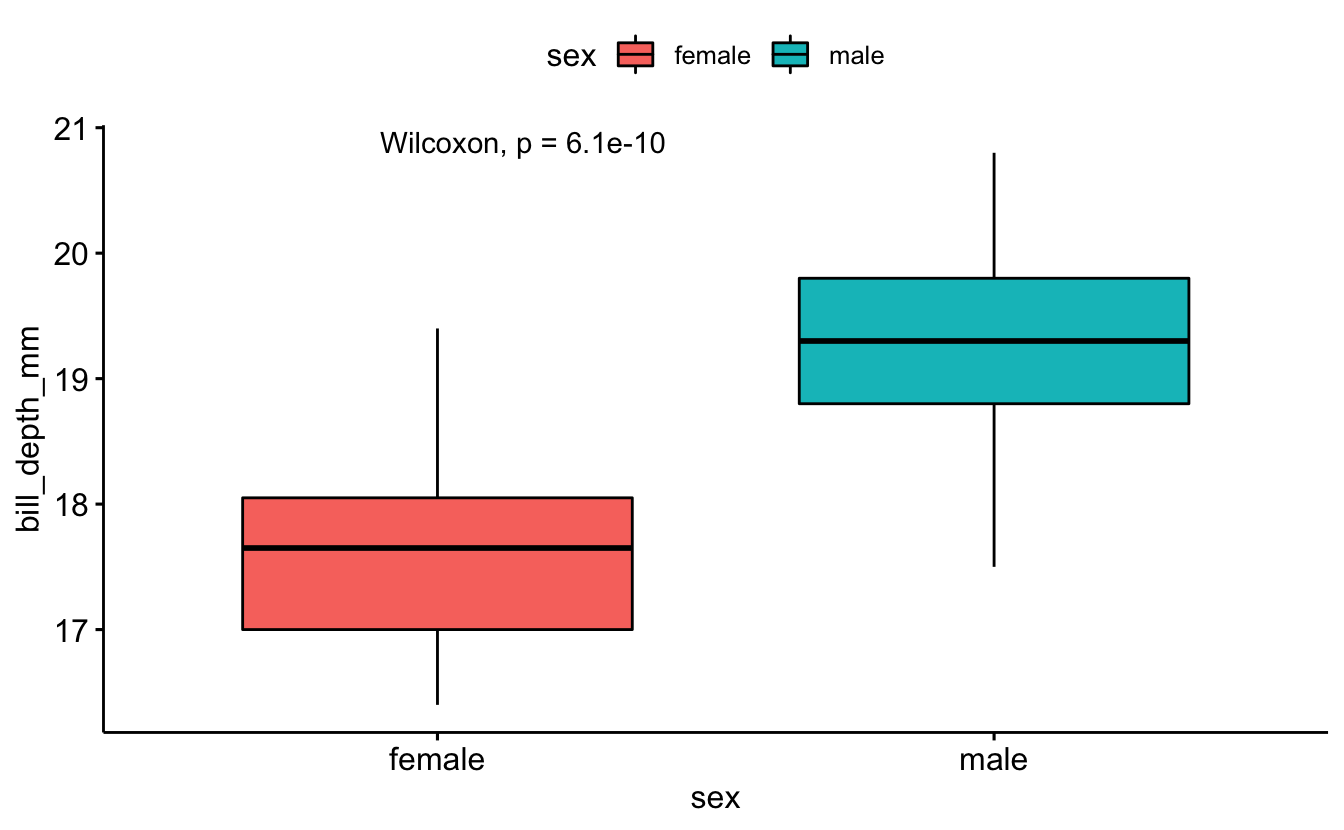 sex female male
21
Wilcoxon, p = 6.1e-10
20
19
18
17
bill_depth_mm
female male
sex